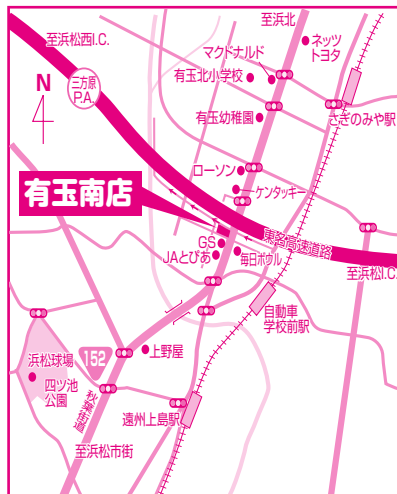 至浜北
至浜松西I.C.
ネッツ
トヨタ
マクドナルド
有玉北小学校
三方原
P.A.
N
さぎのみや駅
有玉幼稚園
ローソン
ケンタッキー
有玉南店
東名高速道路
GS
JAとぴあ
毎日ボウル
至浜松I.C.
自動車
学校前駅
152
上野屋
浜松球場
四ツ池
公園
秋葉街道
遠州上島駅
至浜松市街